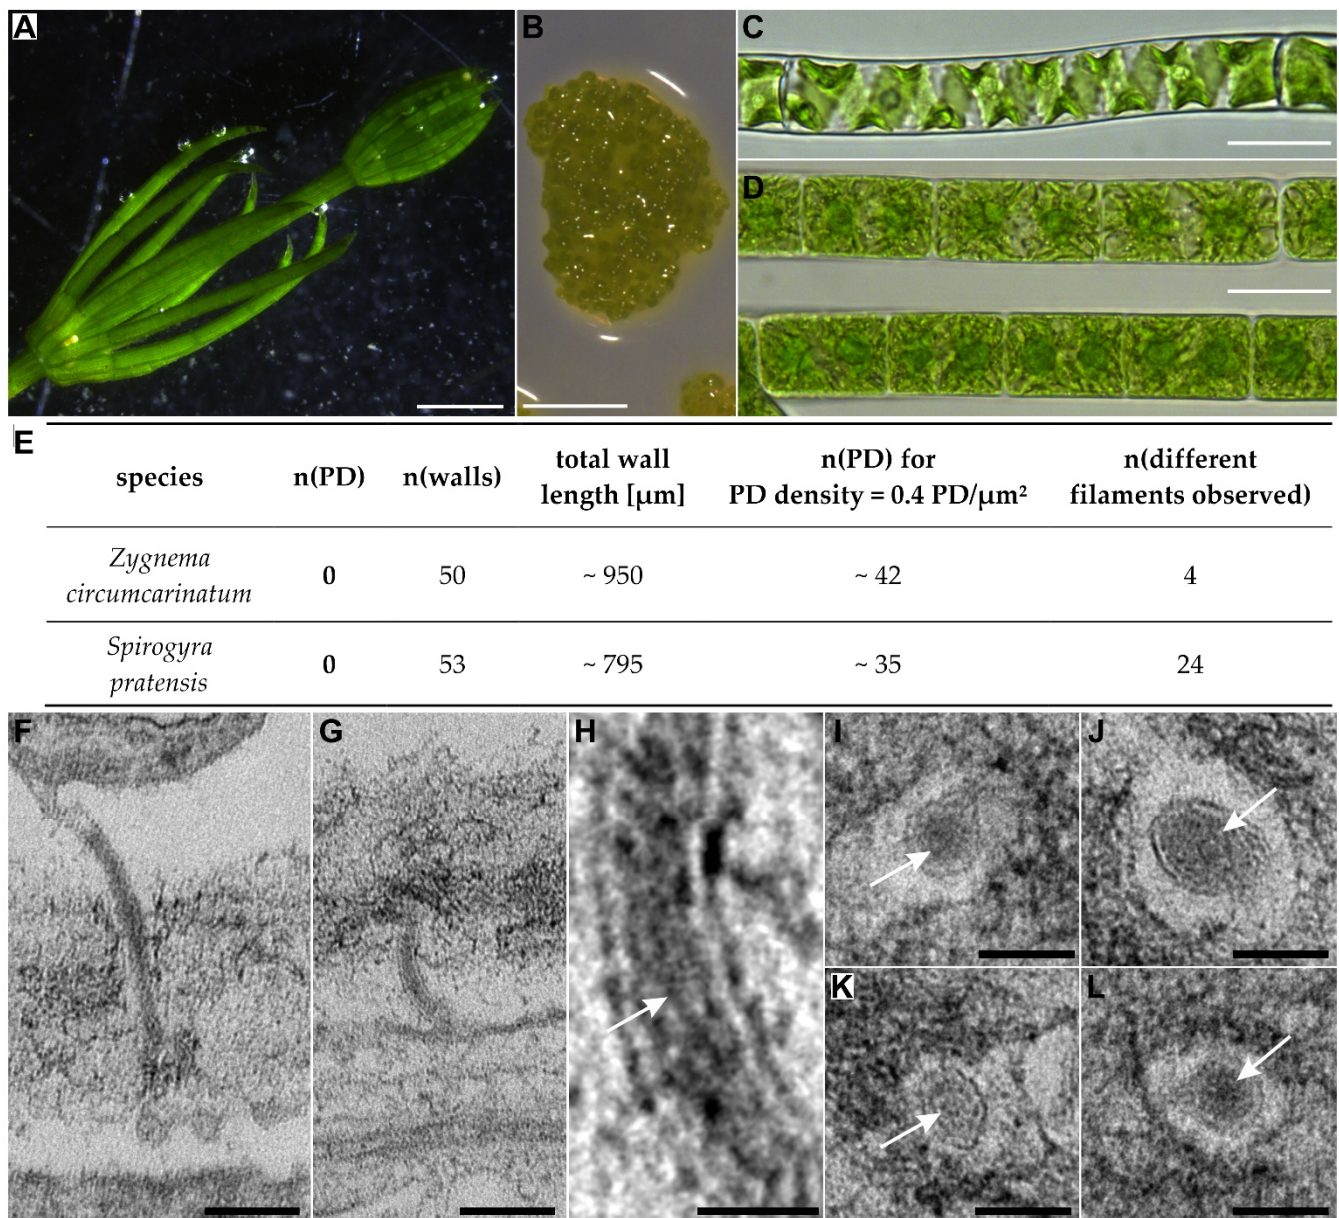 A
B
C
D
E
species
n(PD)
n(walls)
total wall
length [µm]
n(PD) for
PD density = 0.4 PD/µm²
n(different
filaments observed)
Zygnema
circumcarinatum
0
50
~ 950
~ 42
4
Spirogyra
pratensis
0
53
~ 795
~ 35
24
F
G
H
I
J
K
L